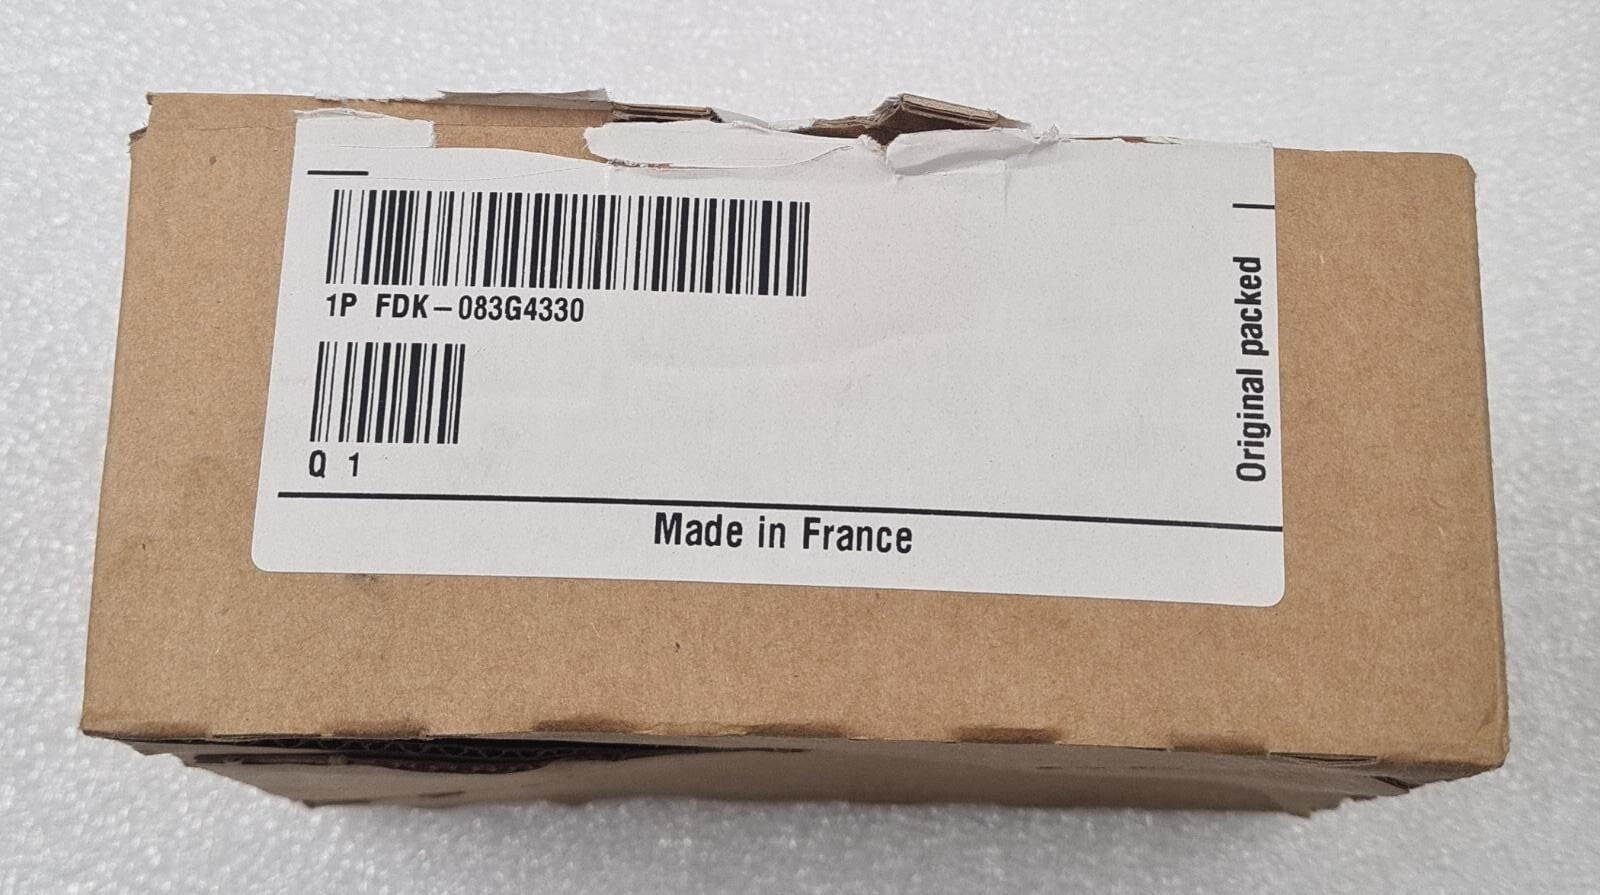 1P FDK-083G4330
Q 1
Original packed
Made in France